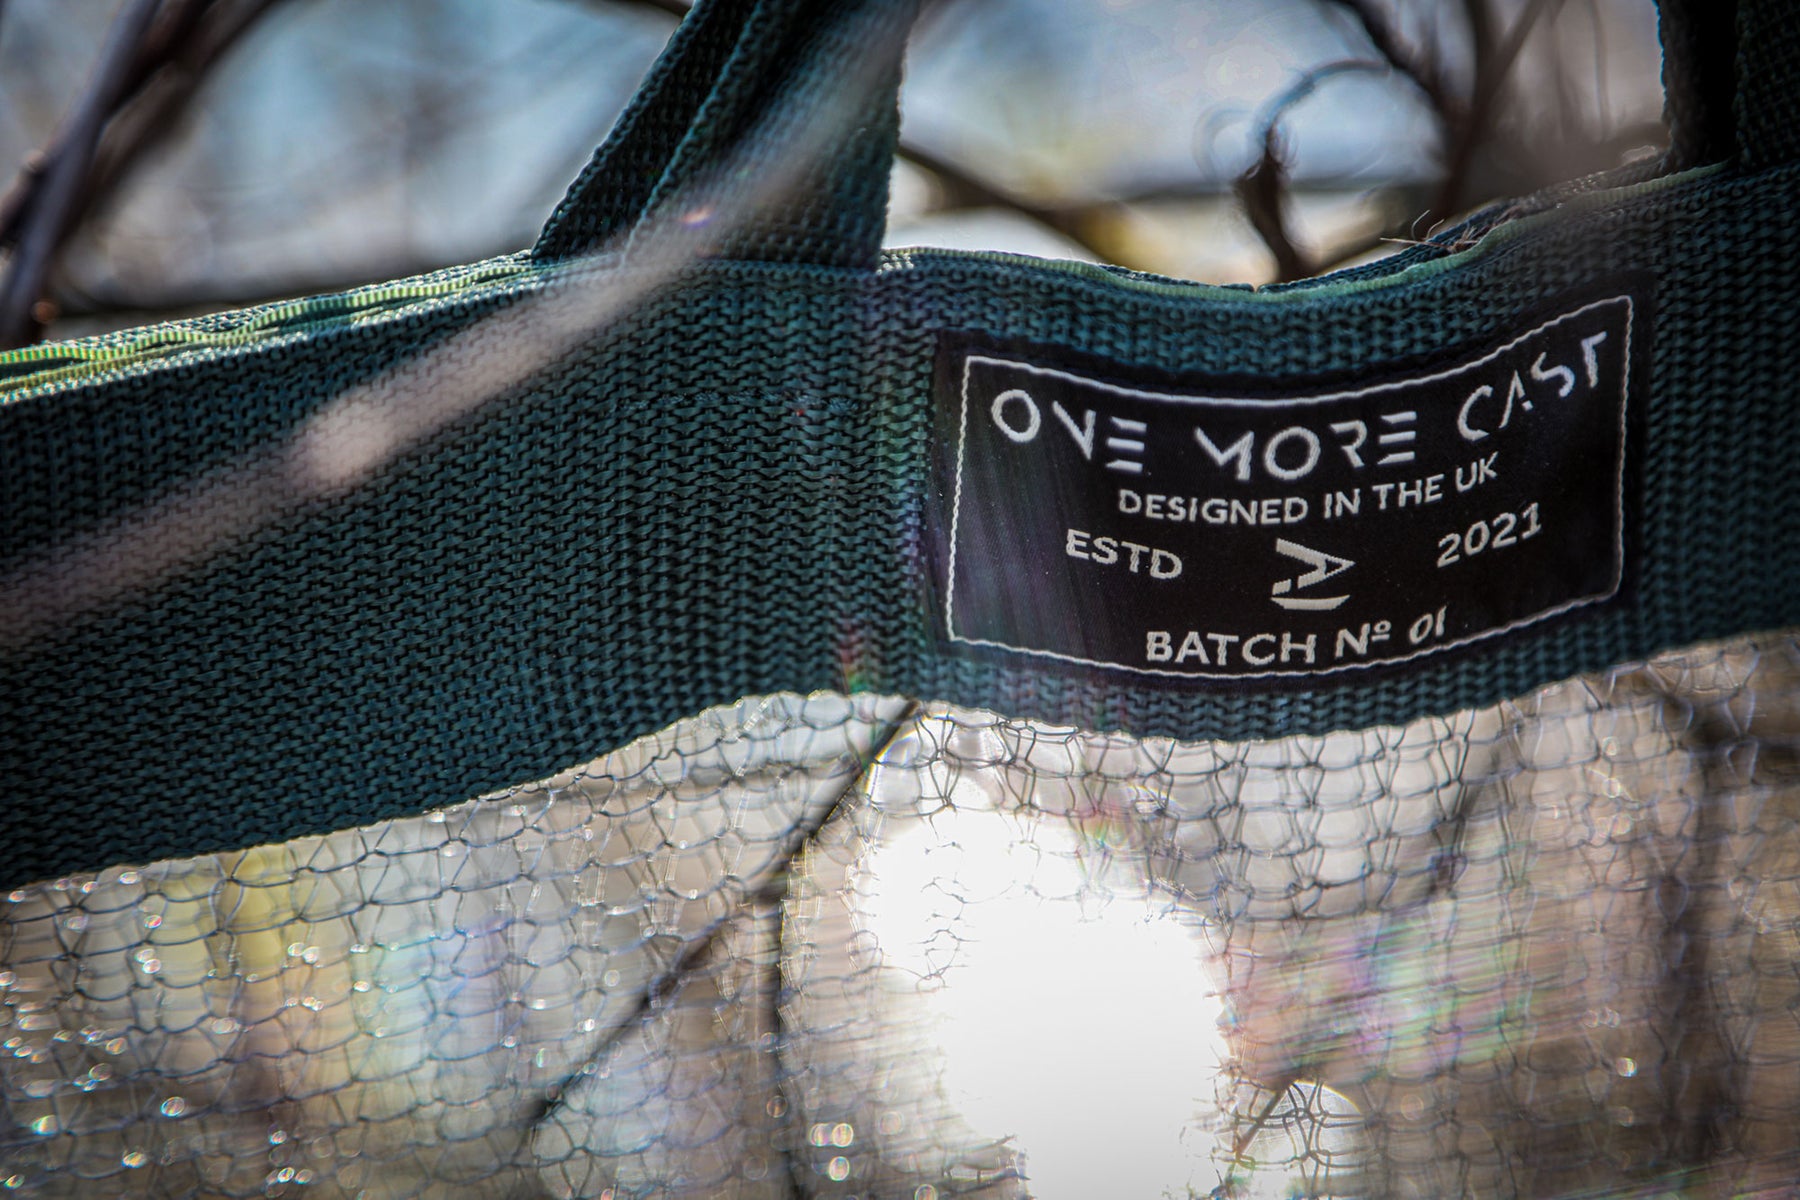 ONE MORE CAST
DESIGNED IN THE UK
ESTD 2021
BATCH Nº 01